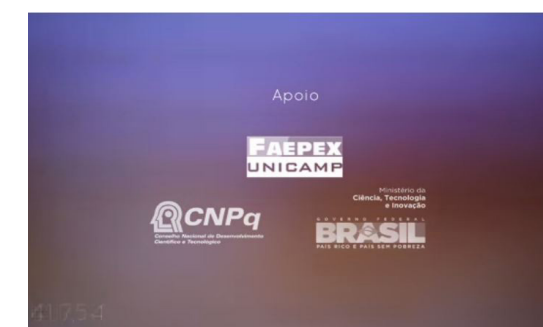 Apoio
FAEPEX
UNICAMP
CNPq
Conselho Nacional de Desenvolvimento
Científico e Tecnológico
Ministério da
Ciência, Tecnologia
e Inovação
GOVERNO FEDERAL
BRASIL
PAÍS RICO É PAÍS SEM POBREZA
41754